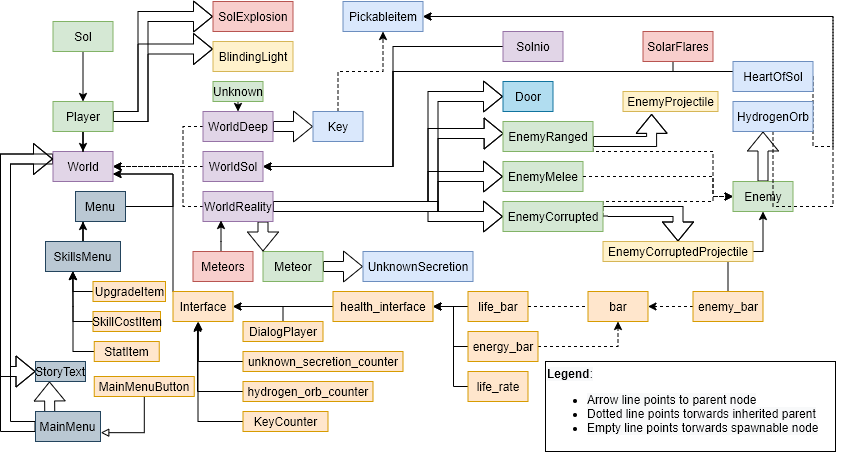 Sol
SolExplosion
Pickableitem
Solnio
SolarFlares
BlindingLight
HeartOfSol
Unknown
Door
EnemyProjectile
Player
WorldDeep
Key
HydrogenOrb
EnemyRanged
World
WorldSol
EnemyMelee
Enemy
Menu
WorldReality
EnemyCorrupted
SkillsMenu
Meteors
Meteor
UnknownSecretion
EnemyCorruptedProjectile
UpgradeItem
Interface
health_interface
life_bar
bar
enemy_bar
SkillCostItem
DialogPlayer
StatItem
energy_bar
unknown_secretion_counter
StoryText
MainMenuButton
hydrogen_orb_counter
life_rate
KeyCounter
MainMenu
Legend:
• Arrow line points to parent node
• Dotted line points torwards inherited parent
• Empty line points torwards spawnable node